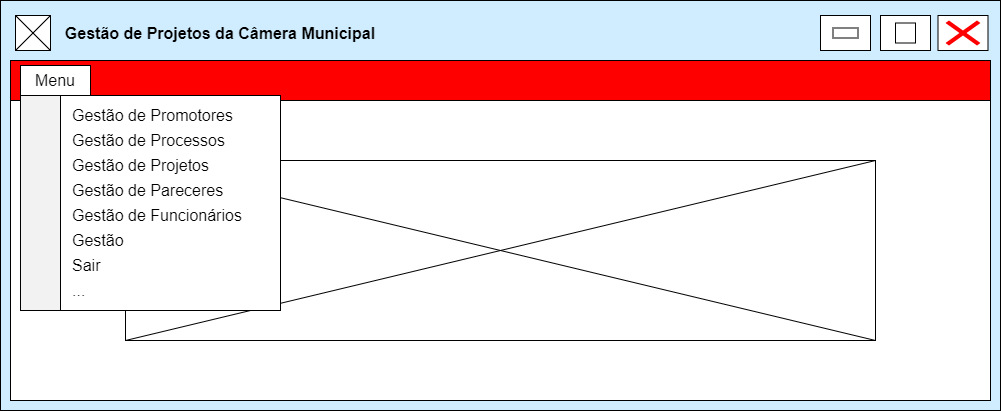 Gestão de Projetos da Câmera Municipal
Menu
Gestão de Promotores
Gestão de Processos
Gestão de Projetos
Gestão de Pareceres
Gestão de Funcionários
Gestão
Sair
...